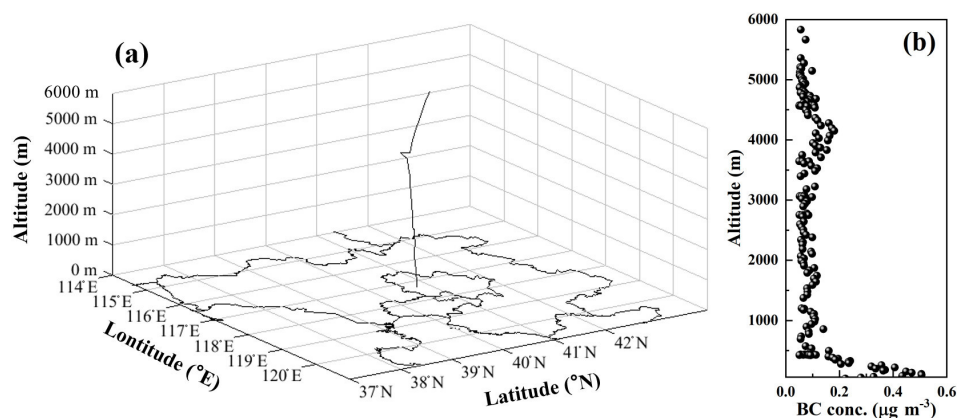 (a)
Altitude (m)
6000 m
5000 m
4000 m
3000 m
2000 m
1000 m
0 m
114°E
115°E
116°E
117°E
118°E
119°E
120°E
Lontitude (°E)
37°N
38°N
39°N
40°N
41°N
42°N
Latitude (°N)
(b)
Altitude (m)
6000
5000
4000
3000
2000
1000
0.0 0.2 0.4 0.6
BC conc. (μg m-3)